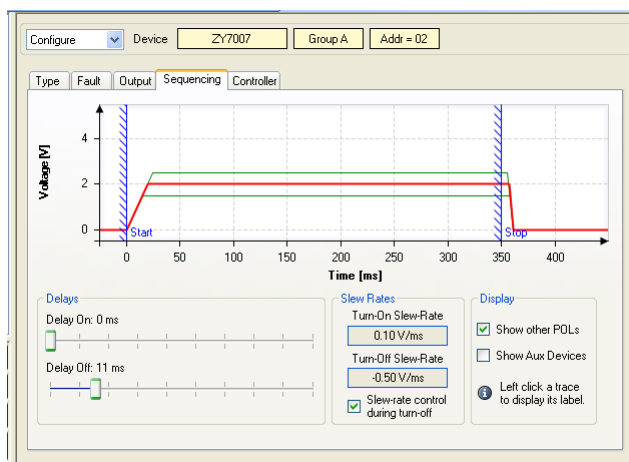 Configure Device ZY7007 Group A Addr = 02
Type Fault Output Sequencing Controller
Voltage[V]
4
2
0
Start Stop
0 50 100 150 200 250 300 350 400
Time [ms]
Delays
Delay On: 0 ms
Delay Off: 11 ms
Slew Rates
Turn-On Slew-Rate
0.10 V/ms
Turn-Off Slew-Rate
-0.50 V/ms
Slew-rate control
during turn-off
Display
Show other POLs
Show Aux Devices
Left click a trace
to display its label.